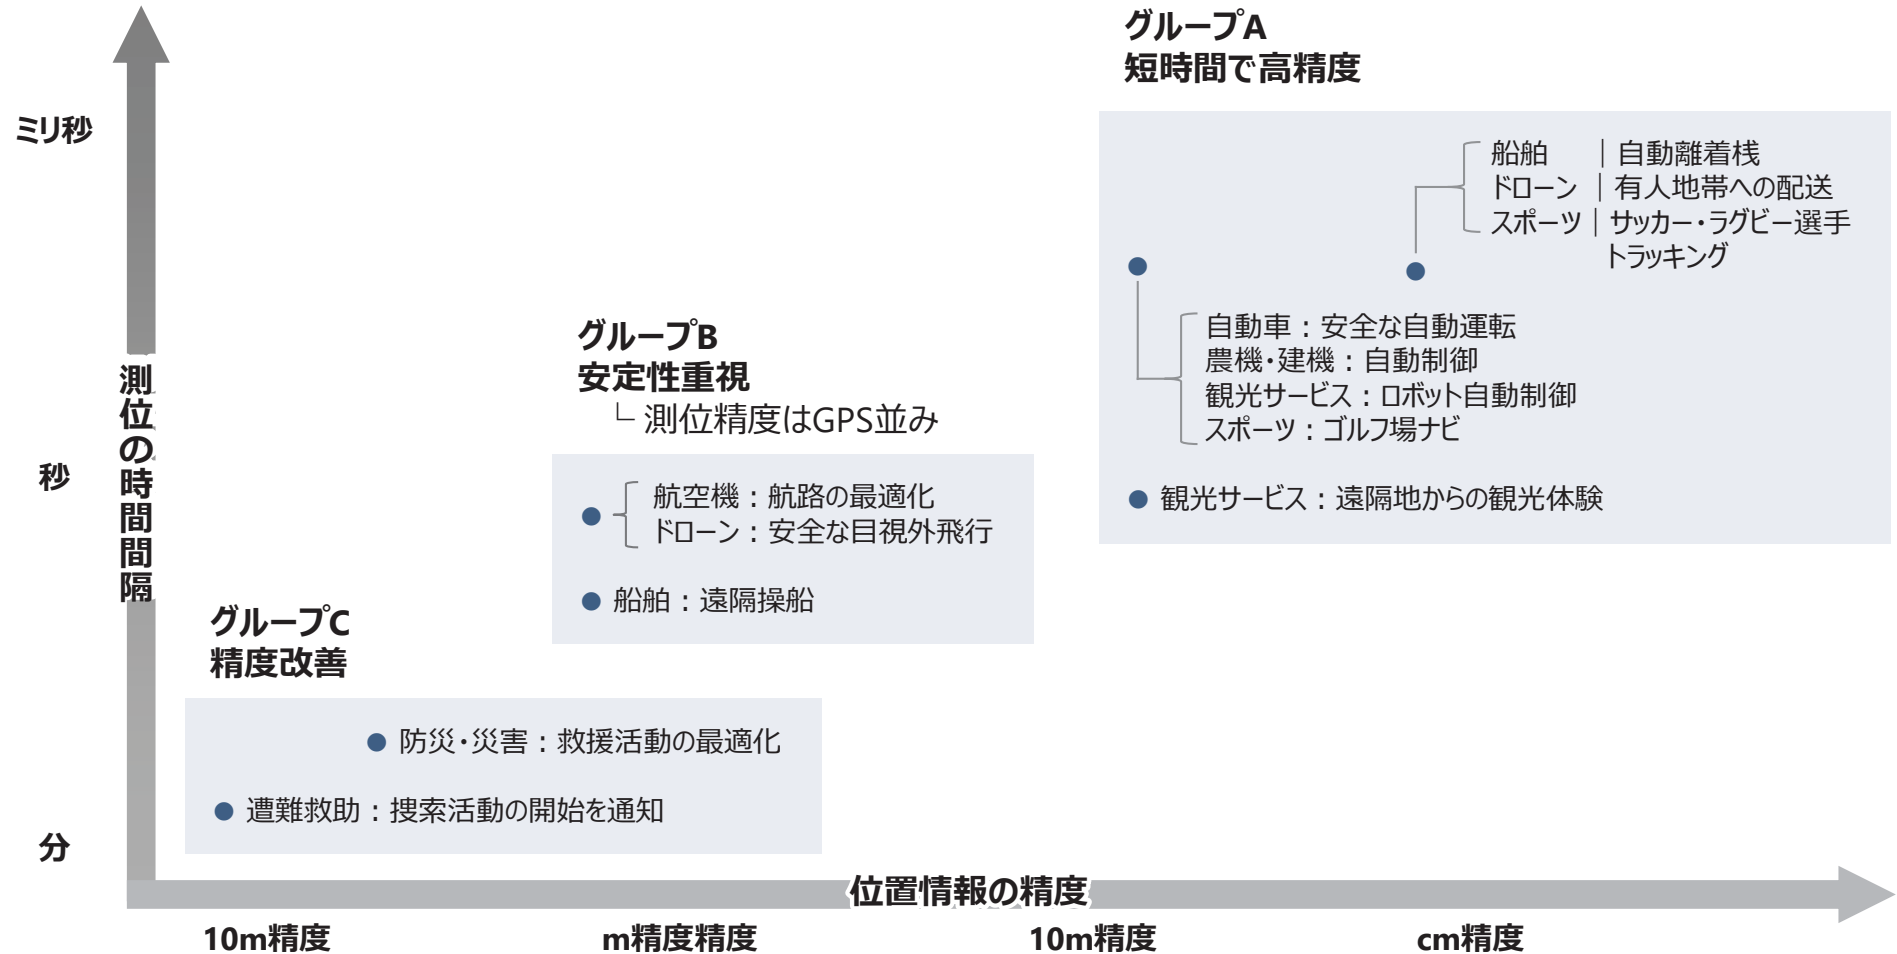 グループA
短時間で高精度
ミリ秒
船舶 ｜自動離着桟
ドローン ｜有人地帯への配送
スポーツ｜サッカー・ラグビー選手
トラッキング
自動車：安全な自動運転
農機・建機：自動制御
観光サービス：ロボット自動制御
スポーツ：ゴルフ場ナビ
観光サービス：遠隔地からの観光体験
グループB
安定性重視
└ 測位精度はGPS並み
航空機：航路の最適化
ドローン：安全な目視外飛行
船舶：遠隔操船
測位の時間間隔
秒
グループC
精度改善
防災・災害：救援活動の最適化
遭難救助：捜索活動の開始を通知
分
位置情報の精度
10m精度
m精度精度
10m精度
cm精度